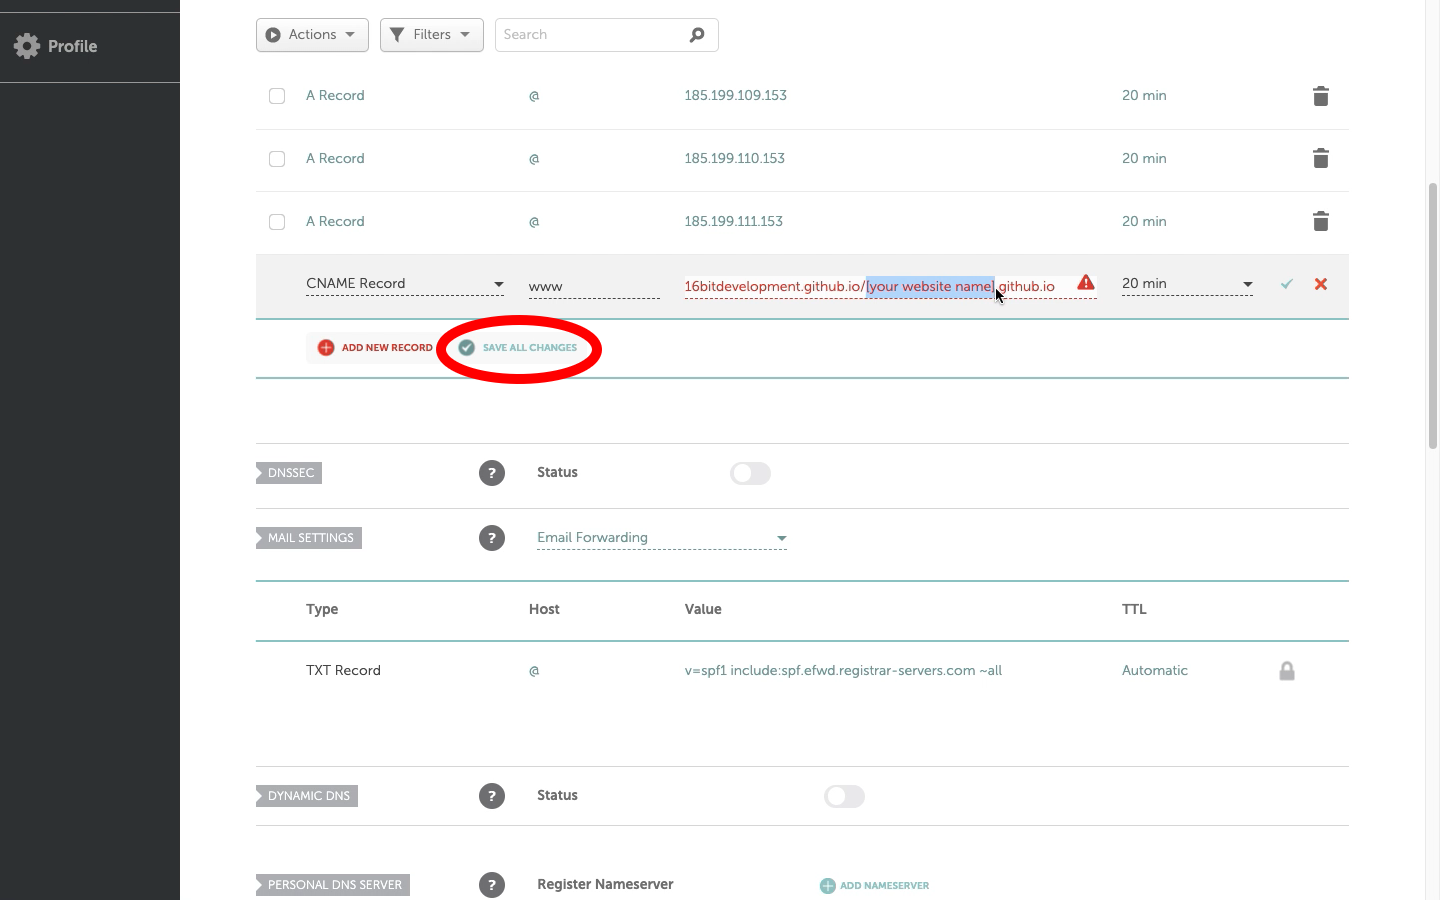 Profile
Actions
Filters
Search
A Record @ 185.199.109.153 20 min
A Record @ 185.199.110.153 20 min
A Record @ 185.199.111.153 20 min
CNAME Record www 16bitdevelopment.github.io/[your website name].github.io 20 min
ADD NEW RECORD SAVE ALL CHANGES
DNSSEC ? Status
MAIL SETTINGS ? Email Forwarding
Type Host Value TTL
TXT Record @ v=spf1 include:spf.efwd.registrar-servers.com ~all Automatic
DYNAMIC DNS ? Status
PERSONAL DNS SERVER ? Register Nameserver ADD NAMESERVER